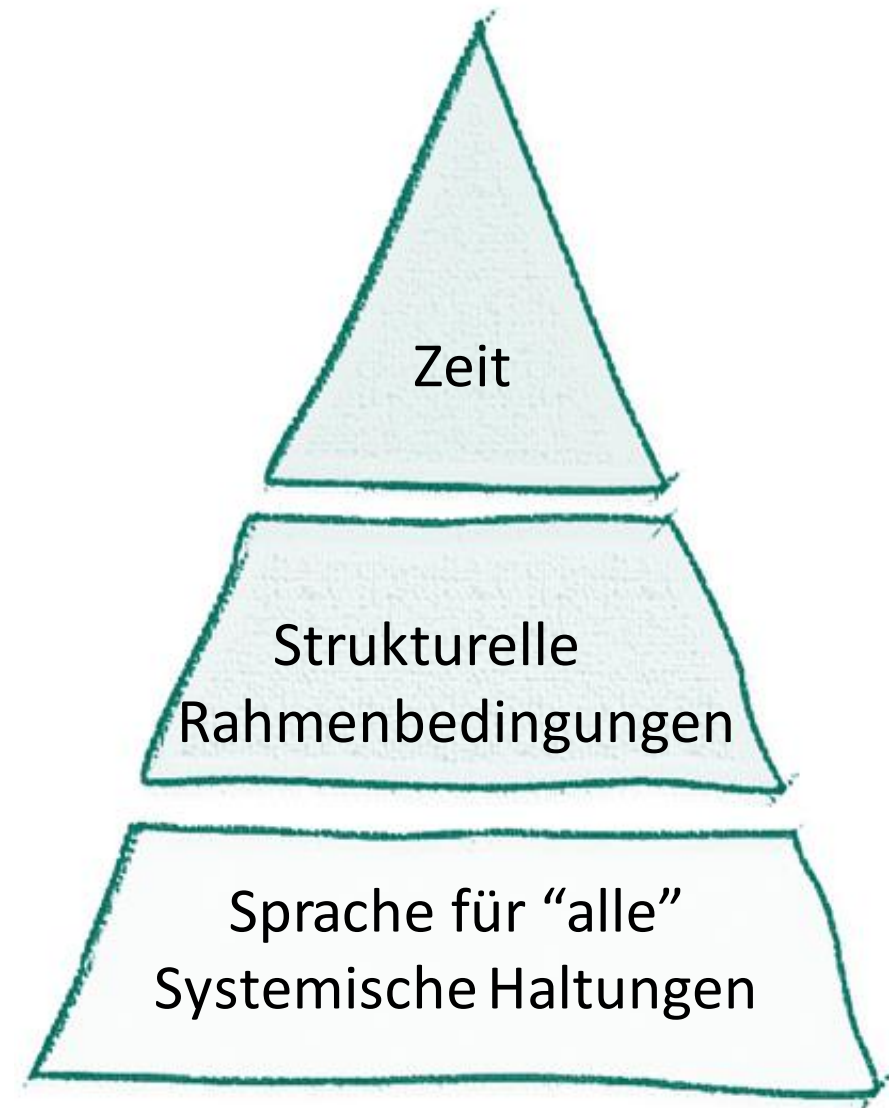 Zeit
Strukturelle
Rahmenbedingungen
Sprache für “alle”
Systemische Haltungen